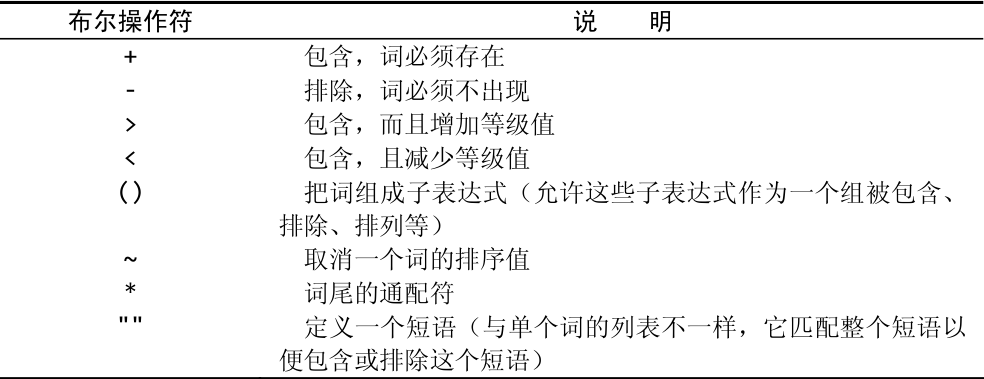 布尔操作符 说 明
+ 包含，词必须存在
- 排除，词必须不出现
> 包含，而且增加等级值
< 包含，且减少等级值
() 把词组成子表达式（允许这些子表达式作为一个组被包含、
排除、排列等）
~ 取消一个词的排序值
* 词尾的通配符
"" 定义一个短语（与单个词的列表不一样，它匹配整个短语以
便包含或排除这个短语）